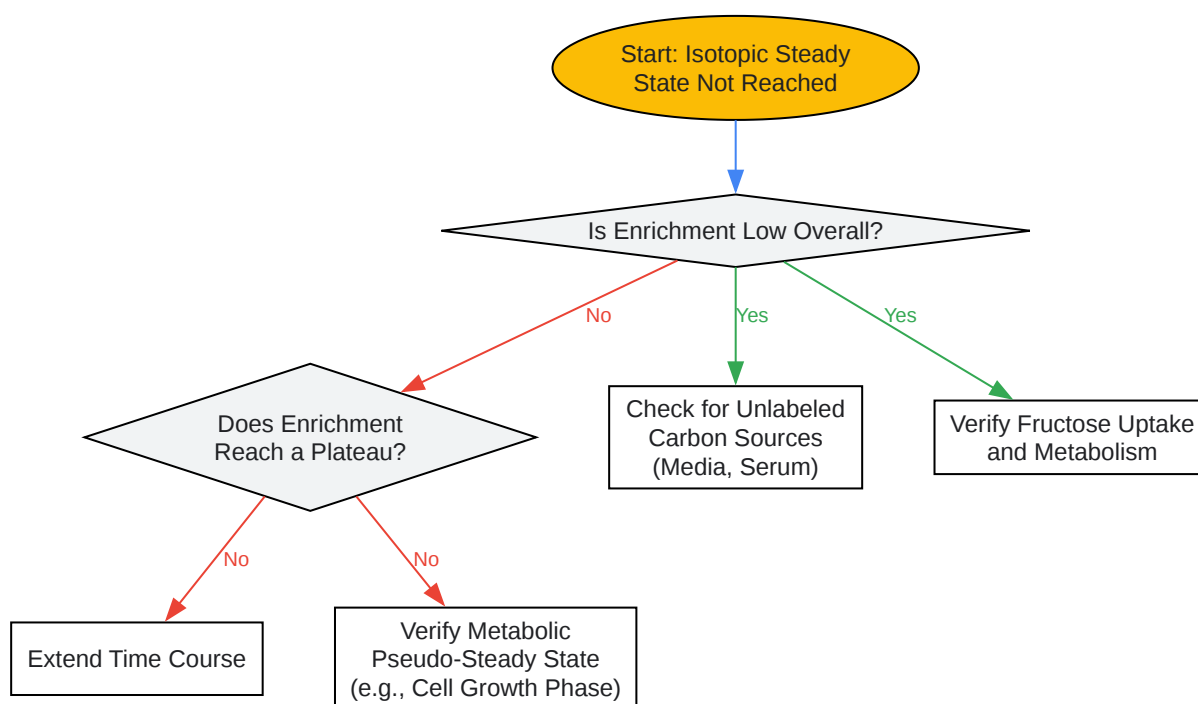 Start: Isotopic Steady
State Not Reached
Is Enrichment Low Overall?
No
Yes
Yes
Does Enrichment
Reach a Plateau?
Check for Unlabeled
Carbon Sources
(Media, Serum)
Verify Fructose Uptake
and Metabolism
No
No
Extend Time Course
Verify Metabolic
Pseudo-Steady State
(e.g., Cell Growth Phase)